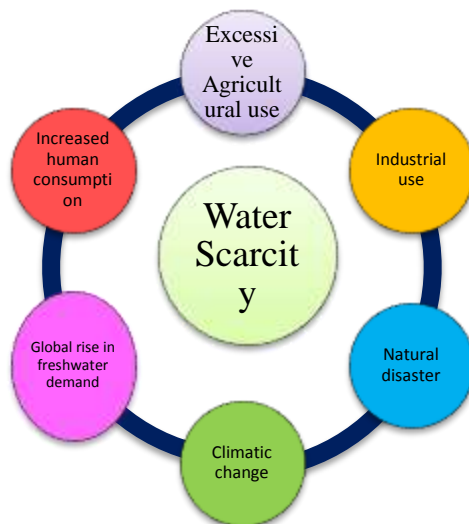 Excessi
ve
Agricult
ural use
Increased
human
consumpti
on
Industrial
use
Water
Scarcit
y
Global rise in
freshwater
demand
Natural
disaster
Climatic
change